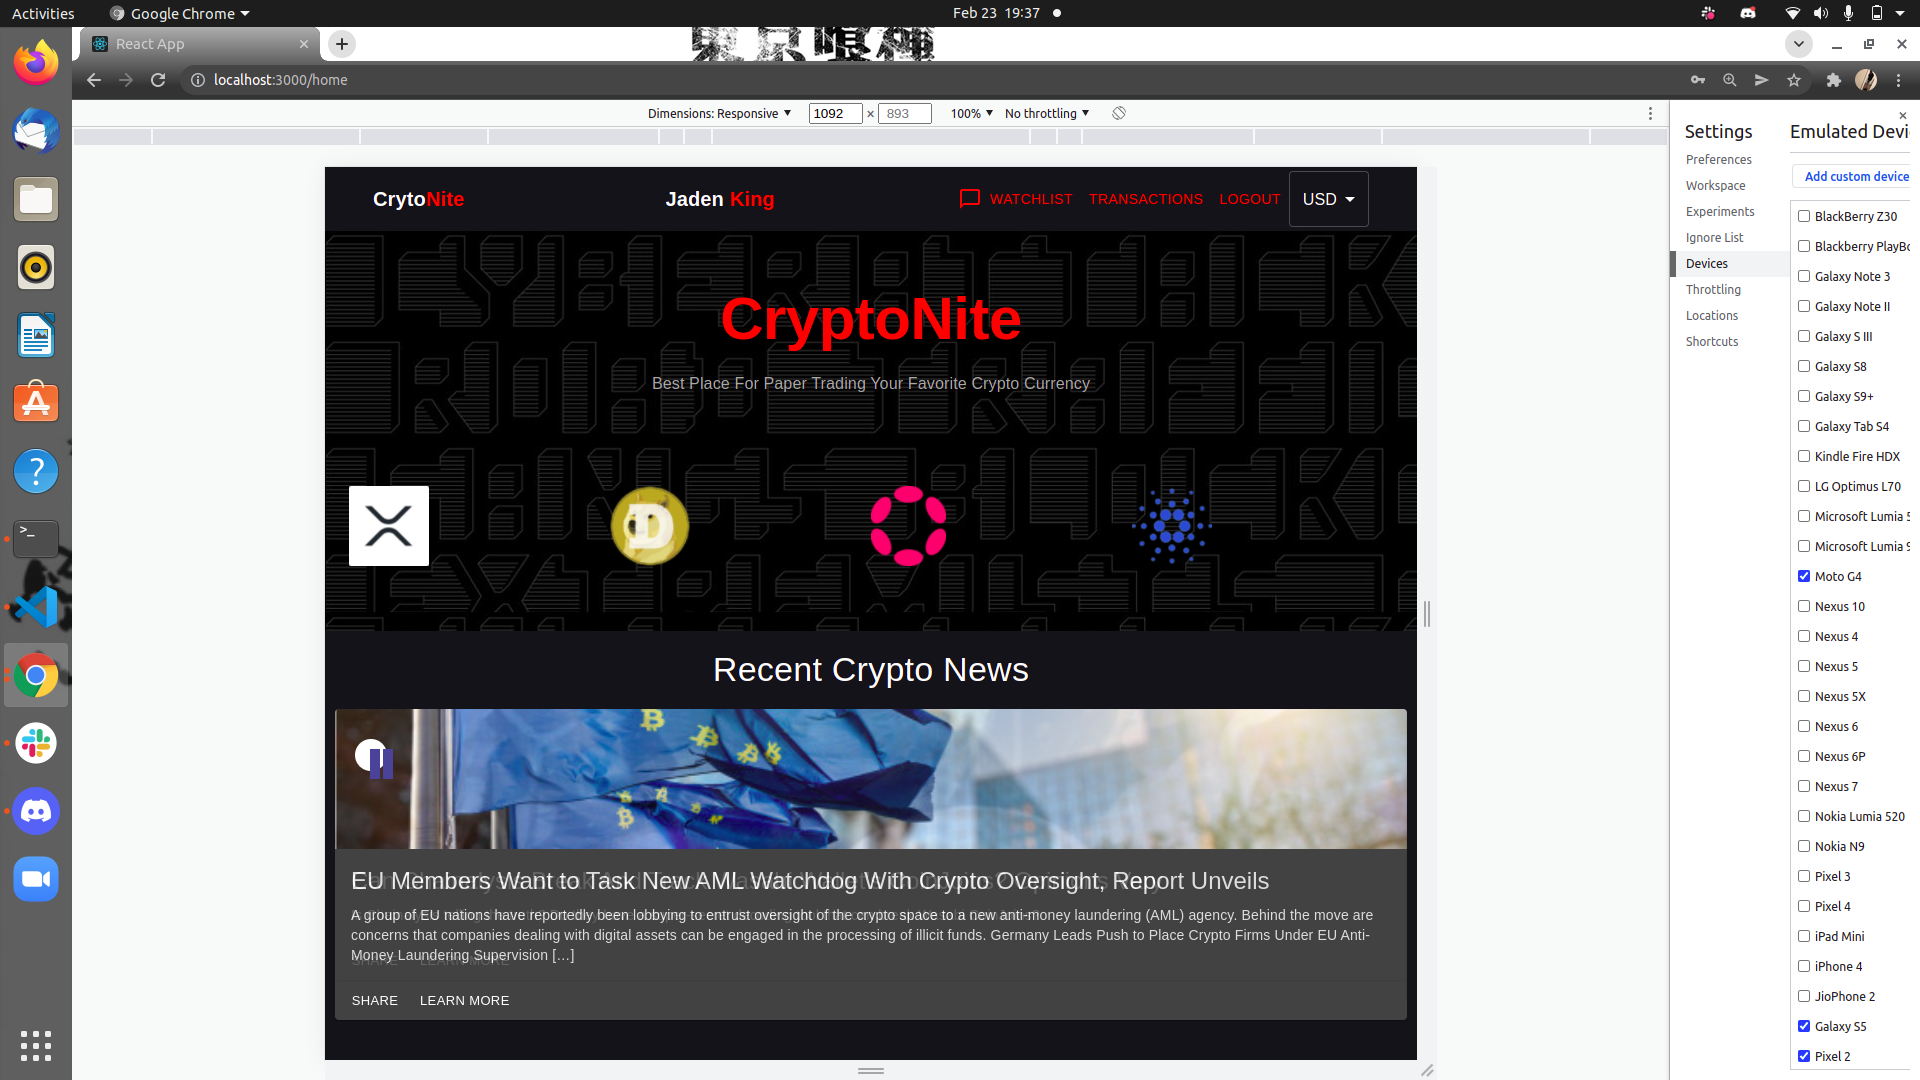 Activities
Google Chrome
Feb 23 19:37
React App
localhost:3000/home
Dimensions: Responsive
1092 × 893
100%
No throttling
CrytoNite
Jaden King
WATCHLIST
TRANSACTIONS
LOGOUT
USD
CryptoNite
Best Place For Paper Trading Your Favorite Crypto Currency
Recent Crypto News
EU Members Want to Task New AML Watchdog With Crypto Oversight, Report Unveils
A group of EU nations have reportedly been lobbying to entrust oversight of the crypto space to a new anti-money laundering (AML) agency. Behind the move are
concerns that companies dealing with digital assets can be engaged in the processing of illicit funds. Germany Leads Push to Place Crypto Firms Under EU Anti-
Money Laundering Supervision […]
SHARE LEARN MORE
SHARE
LEARN MORE
Settings
Preferences
Workspace
Experiments
Ignore List
Devices
Throttling
Locations
Shortcuts
Emulated Devi
Add custom device
BlackBerry Z30
Blackberry PlayBo
Galaxy Note 3
Galaxy Note II
Galaxy S III
Galaxy S8
Galaxy S9+
Galaxy Tab S4
Kindle Fire HDX
LG Optimus L70
Microsoft Lumia 5
Microsoft Lumia 9
Moto G4
Nexus 10
Nexus 4
Nexus 5
Nexus 5X
Nexus 6
Nexus 6P
Nexus 7
Nokia Lumia 520
Nokia N9
Pixel 3
Pixel 4
iPad Mini
iPhone 4
JioPhone 2
Galaxy S5
Pixel 2